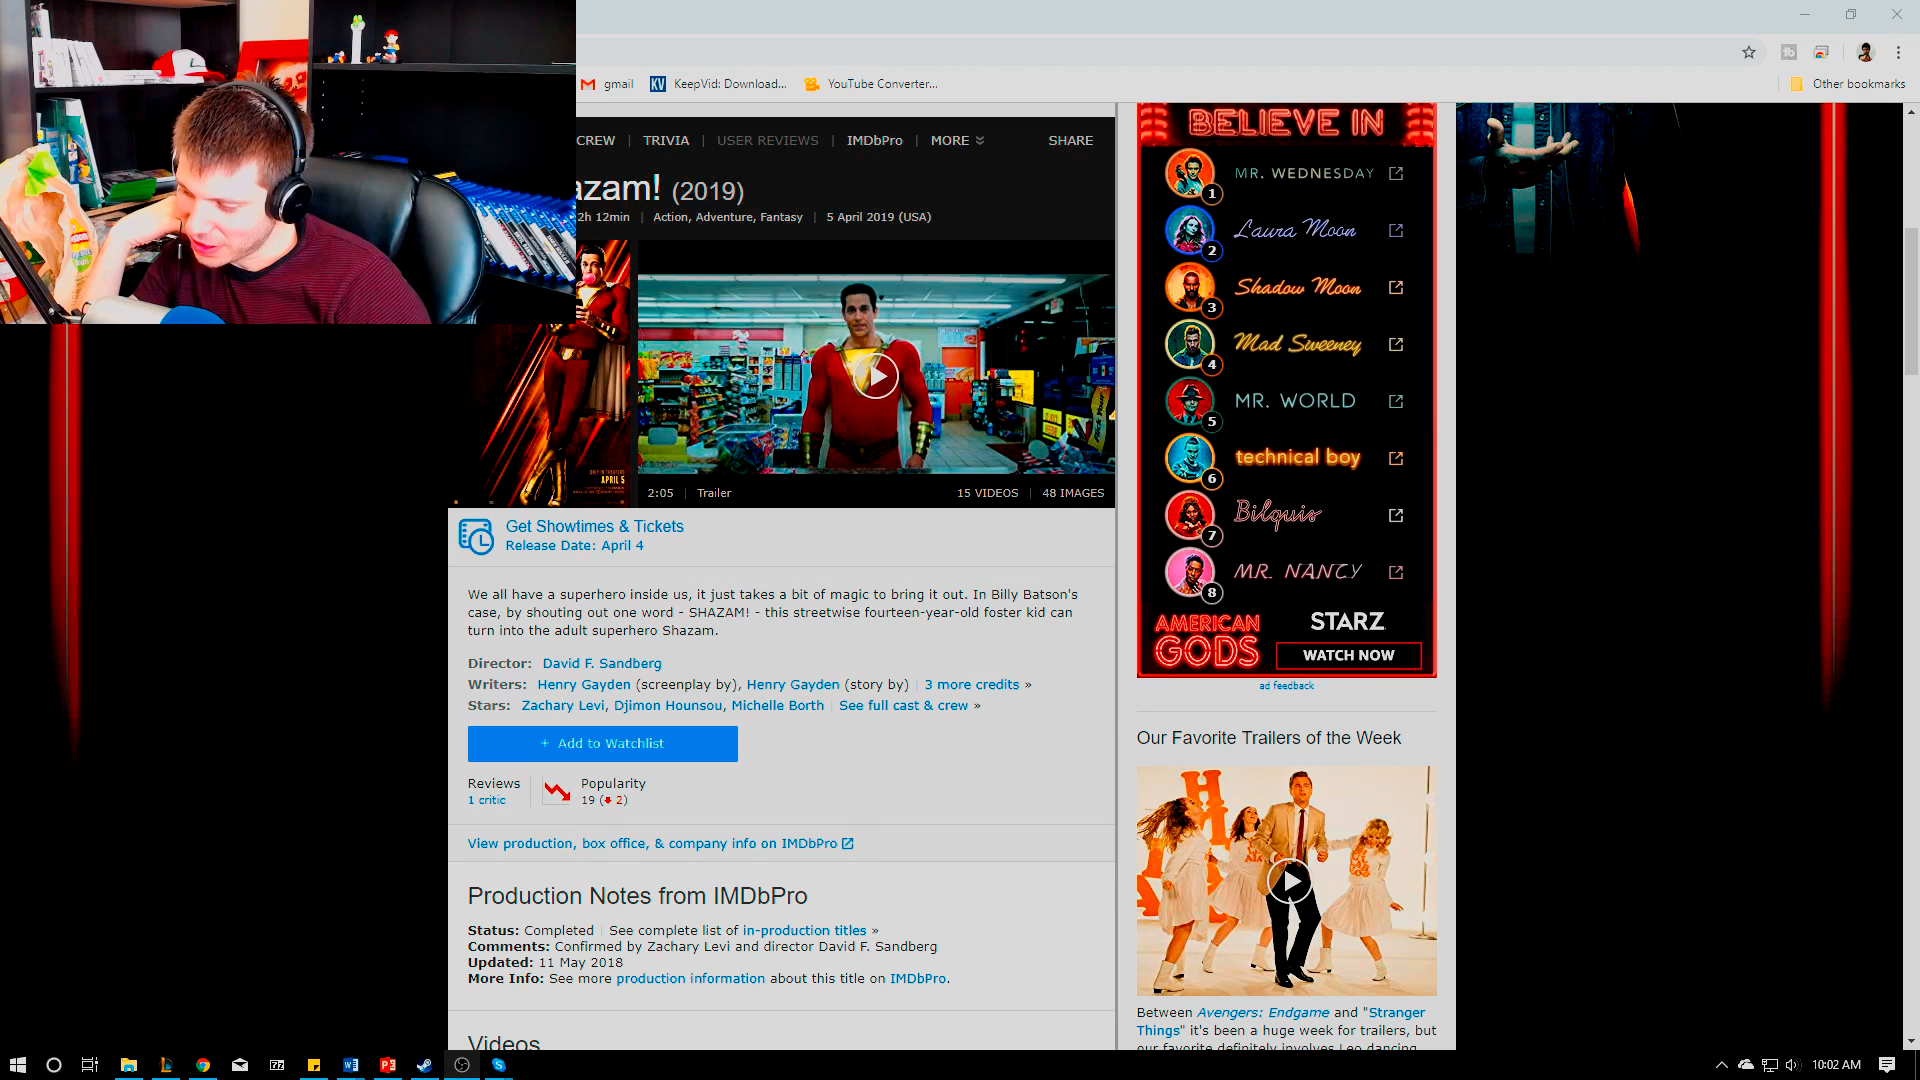 gmail
KeepVid: Download...
YouTube Converter...
Other bookmarks
CREW | TRIVIA | USER REVIEWS | IMDbPro | MORE
SHARE
azam! (2019)
2h 12min | Action, Adventure, Fantasy | 5 April 2019 (USA)
ONLY IN THEATERS
APRIL 5
2:05 | Trailer
15 VIDEOS | 48 IMAGES
Get Showtimes & Tickets
Release Date: April 4
We all have a superhero inside us, it just takes a bit of magic to bring it out. In Billy Batson's
case, by shouting out one word - SHAZAM! - this streetwise fourteen-year-old foster kid can
turn into the adult superhero Shazam.
Director: David F. Sandberg
Writers: Henry Gayden (screenplay by), Henry Gayden (story by) | 3 more credits »
Stars: Zachary Levi, Djimon Hounsou, Michelle Borth | See full cast & crew »
+ Add to Watchlist
Reviews
1 critic
Popularity
19 (2)
View production, box office, & company info on IMDbPro
Production Notes from IMDbPro
Status: Completed | See complete list of in-production titles »
Comments: Confirmed by Zachary Levi and director David F. Sandberg
Updated: 11 May 2018
More Info: See more production information about this title on IMDbPro.
Videos
BELIEVE IN
1 MR. WEDNESDAY
2 Laura Moon
3 Shadow Moon
4 Mad Sweeney
5 MR. WORLD
6 technical boy
7 Bilquis
8 MR. NANCY
AMERICAN
GODS
STARZ
WATCH NOW
ad feedback
Our Favorite Trailers of the Week
Between Avengers: Endgame and "Stranger
Things" it's been a huge week for trailers, but
our favorite definitely involves Leo dancing
10:02 AM